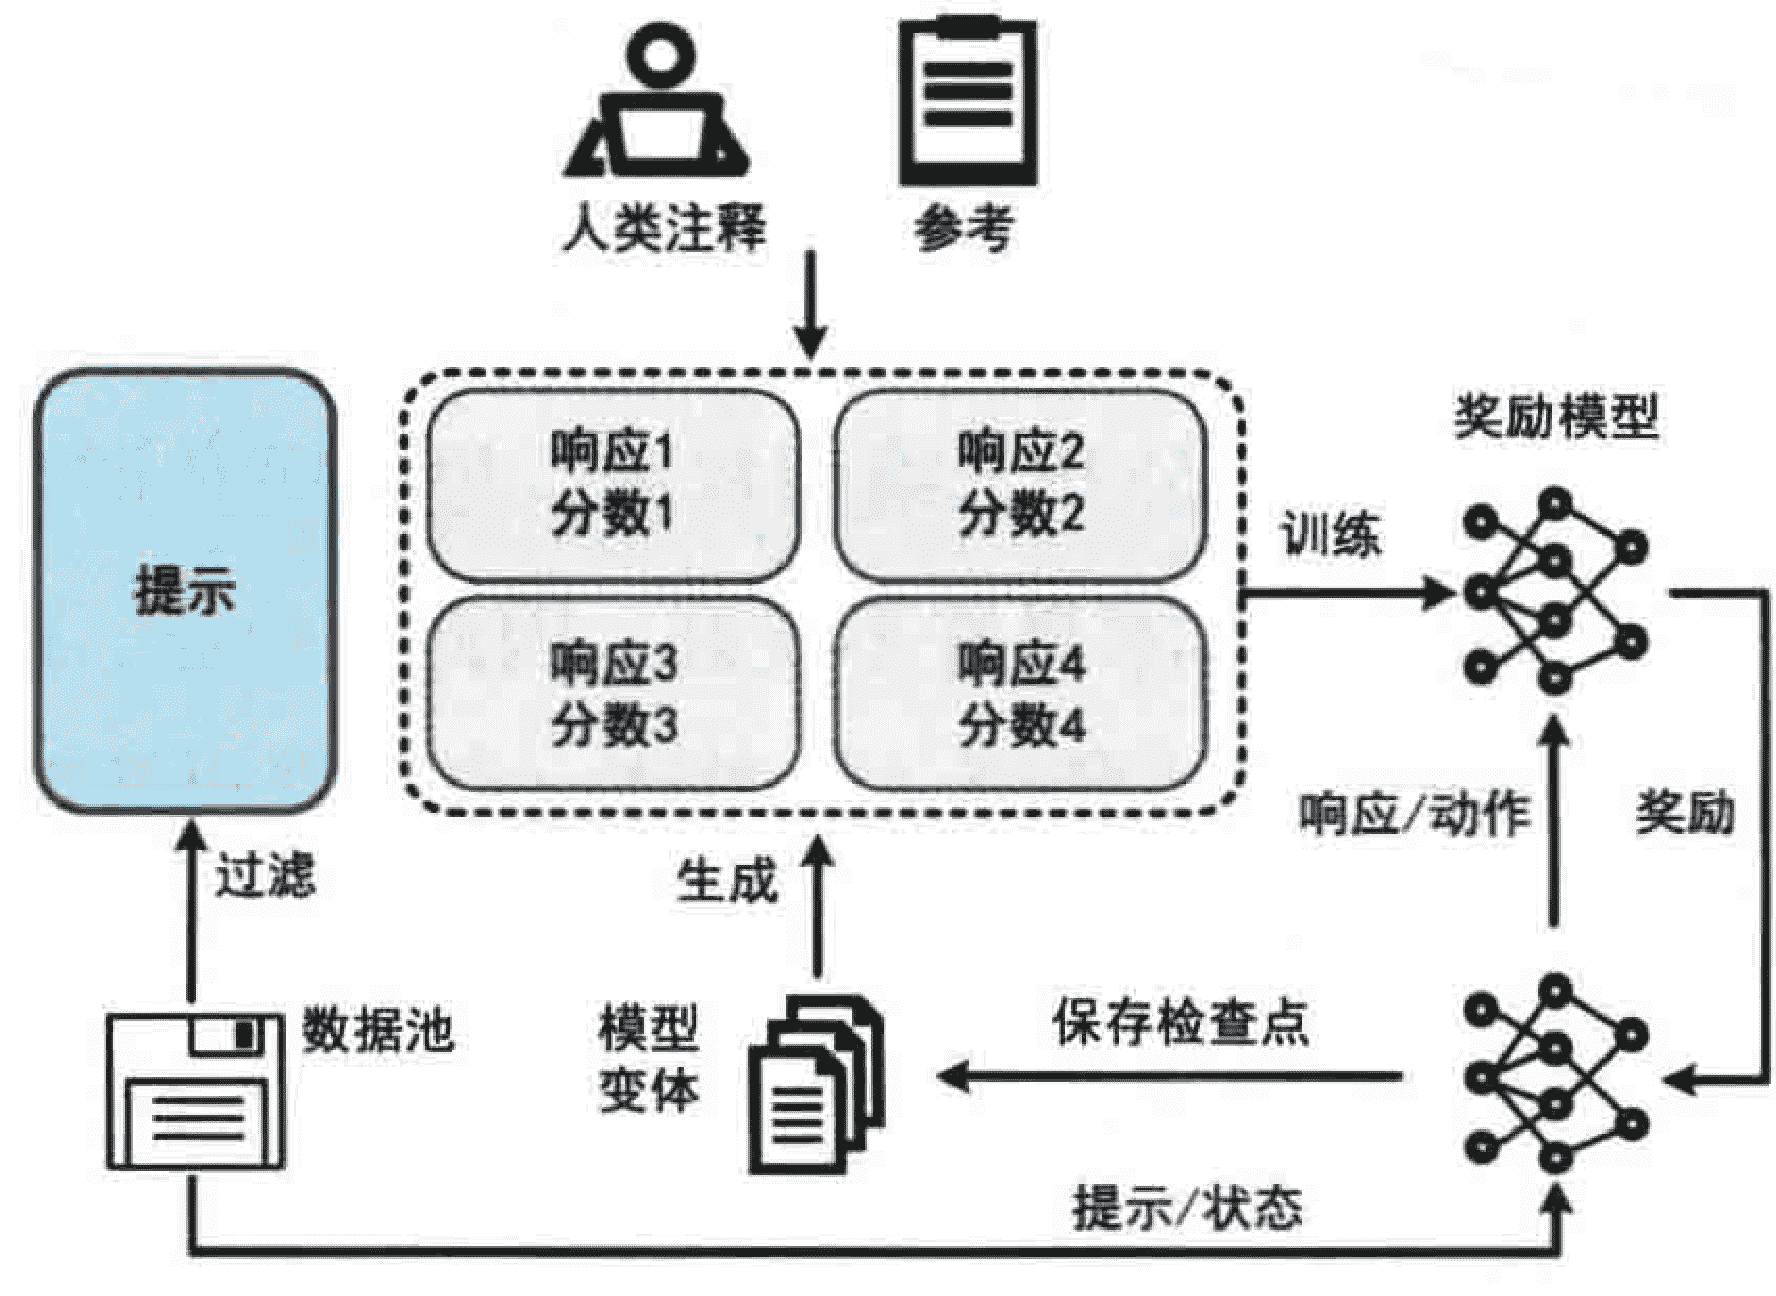 人类注释
参考
提示
响应1
分数1
响应2
分数2
响应3
分数3
响应4
分数4
训练
奖励模型
响应/动作
奖励
过滤
生成
数据池
模型
变体
保存检查点
提示/状态